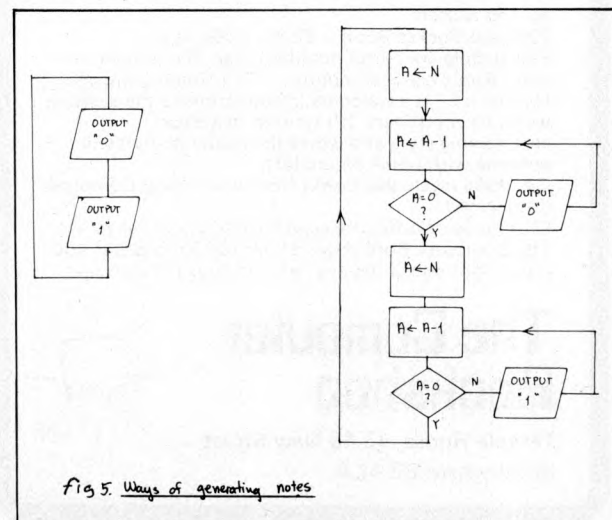 OUTPUT
"0"
OUTPUT
"1"
A ← N
A ← A-1
A=0
?
N
Y
OUTPUT
"0"
A ← N
A ← A-1
A=0
?
N
Y
OUTPUT
"1"
fig 5. Ways of generating notes